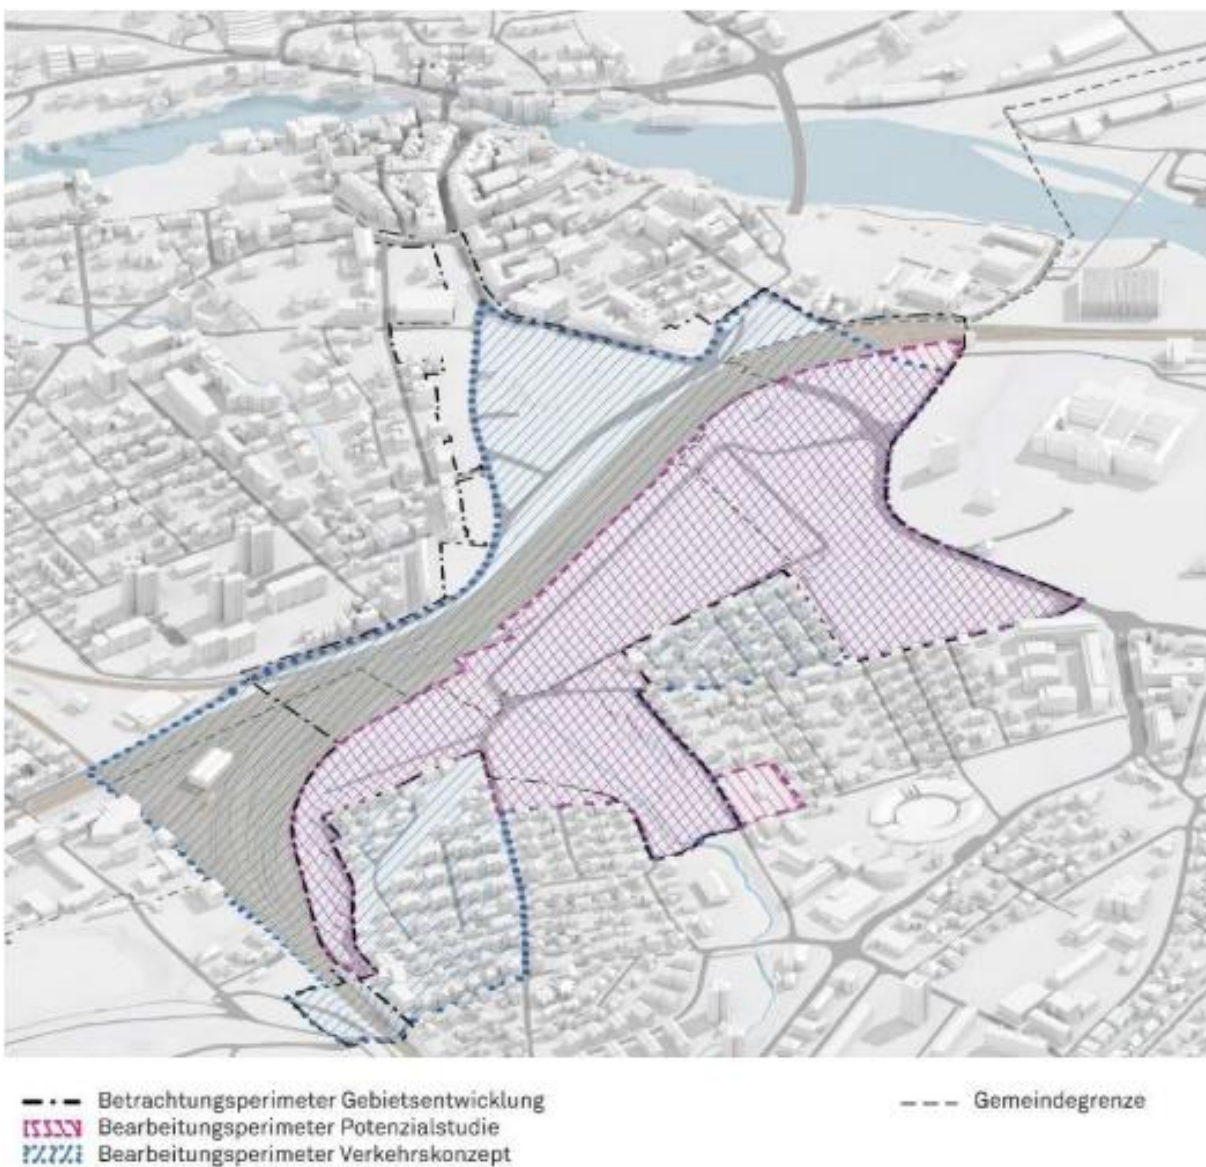 Betrachtungsperimeter Gebietsentwicklung
Bearbeitungsperimeter Potenzialstudie
Bearbeitungsperimeter Verkehrskonzept
Gemeindegrenze